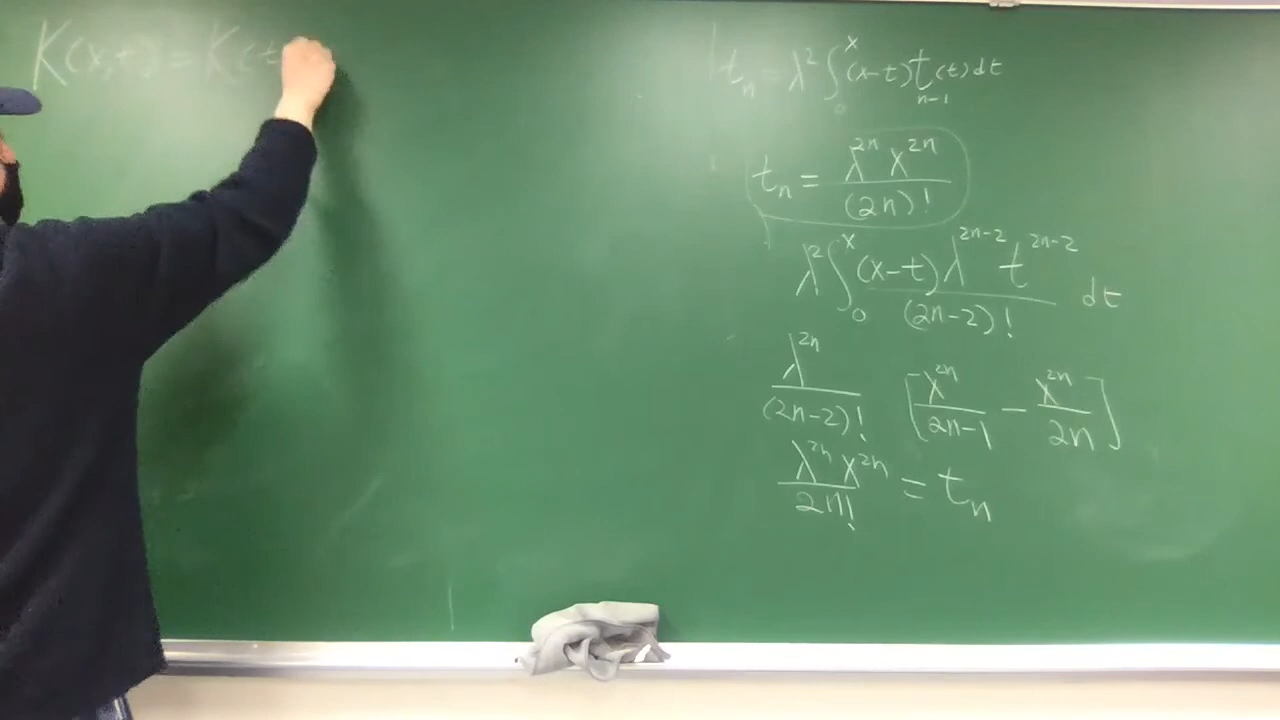 K(x,t) = K(t
t_n = λ² ∫₀ˣ (x-t) t_{n-1}(t) dt
t_n = λ^{2n} x^{2n} / (2n)!
λ² ∫₀ˣ (x-t) λ^{2n-2} t^{2n-2} / (2n-2)! dt
λ^{2n} / (2n-2)! [x^{2n} / 2n-1 − x^{2n} / 2n]
λ^{2n} x^{2n} / 2n! = t_n